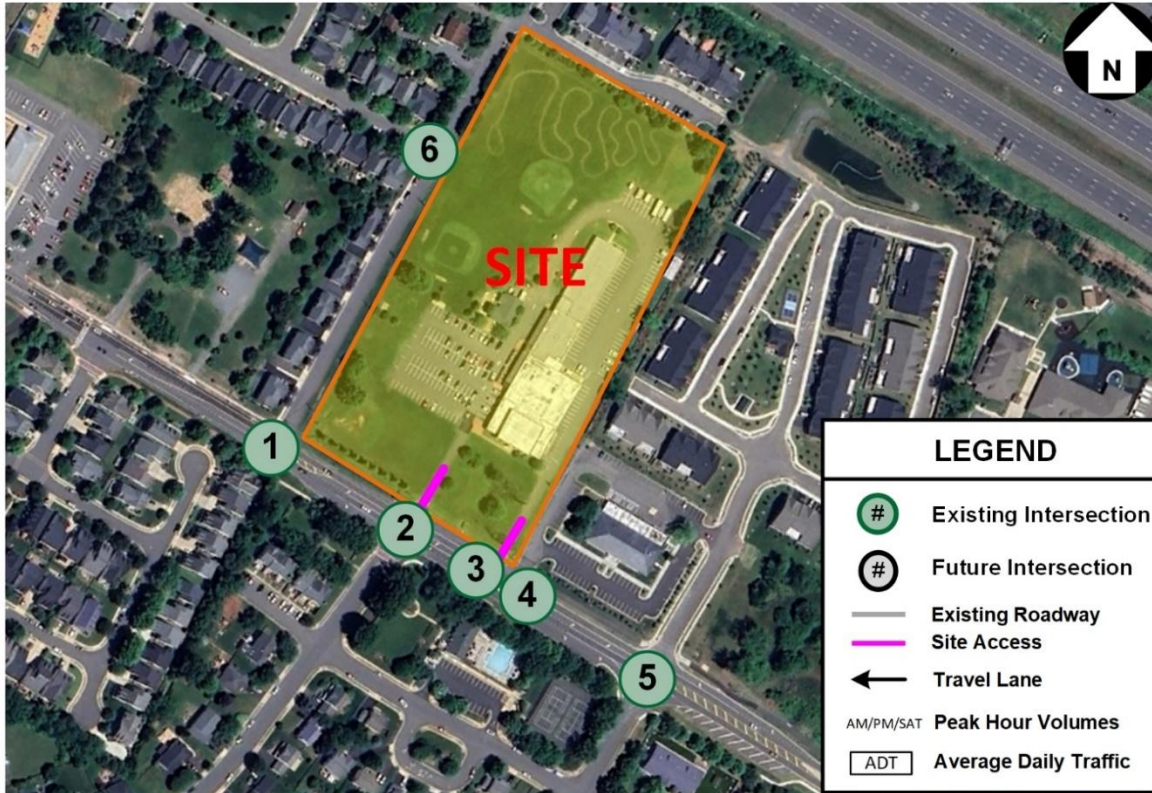 N
6
SITE
1
2
3
4
5
LEGEND
# Existing Intersection
# Future Intersection
Existing Roadway
Site Access
Travel Lane
AM/PM/SAT Peak Hour Volumes
ADT Average Daily Traffic